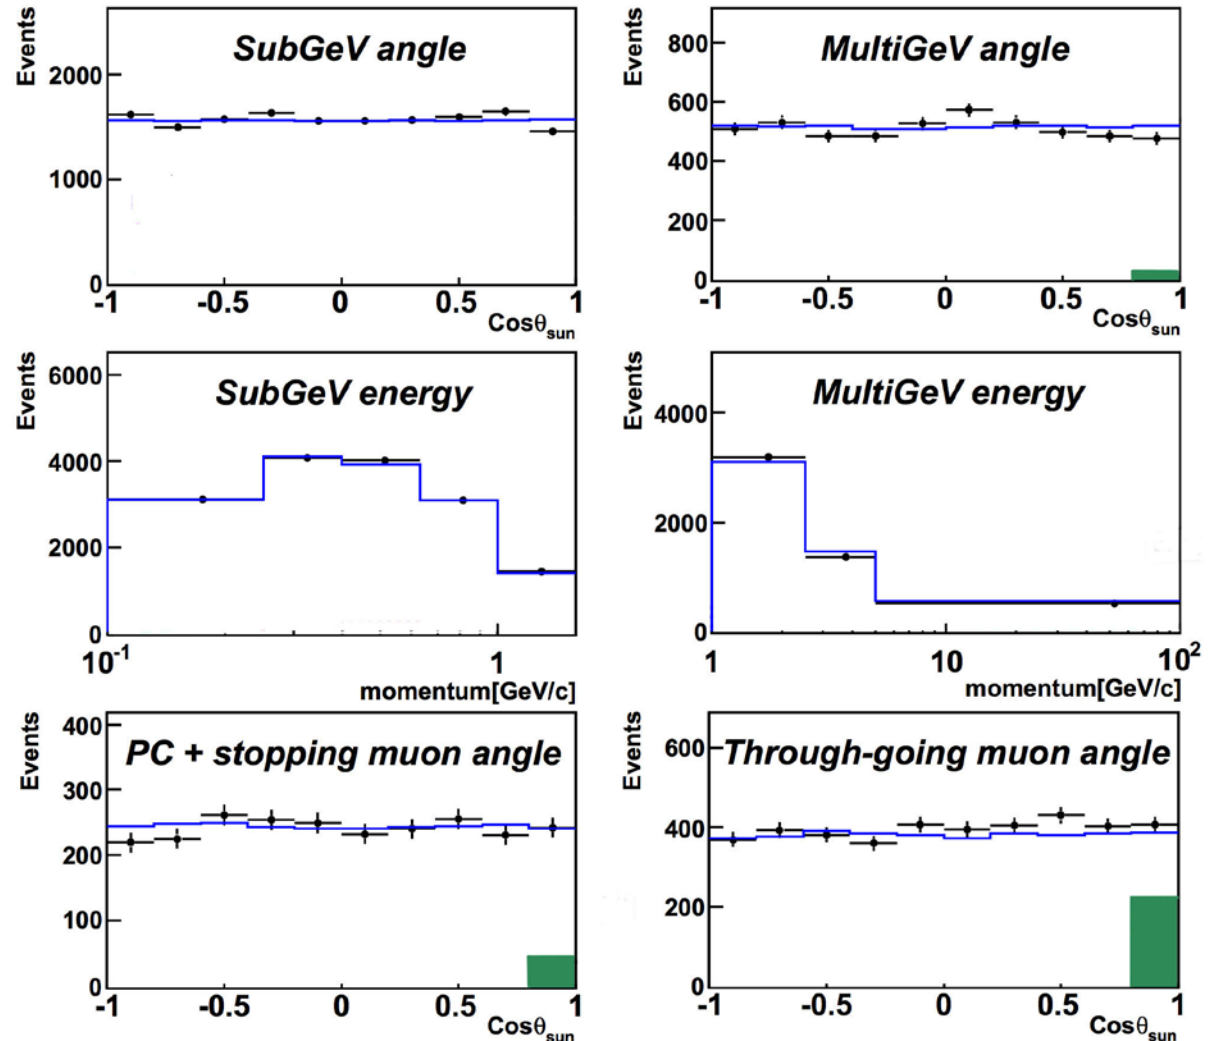 Events
SubGeV angle
2000
1000
0
-1 -0.5 0 0.5 1
Cosθsun
Events
MultiGeV angle
800
600
400
200
0
-1 -0.5 0 0.5 1
Cosθsun
Events
SubGeV energy
6000
4000
2000
0
10-1 1
momentum[GeV/c]
Events
MultiGeV energy
4000
2000
0
1 10 102
momentum[GeV/c]
Events
PC + stopping muon angle
400
300
200
100
0
-1 -0.5 0 0.5 1
Cosθsun
Events
Through-going muon angle
600
400
200
0
-1 -0.5 0 0.5 1
Cosθsun